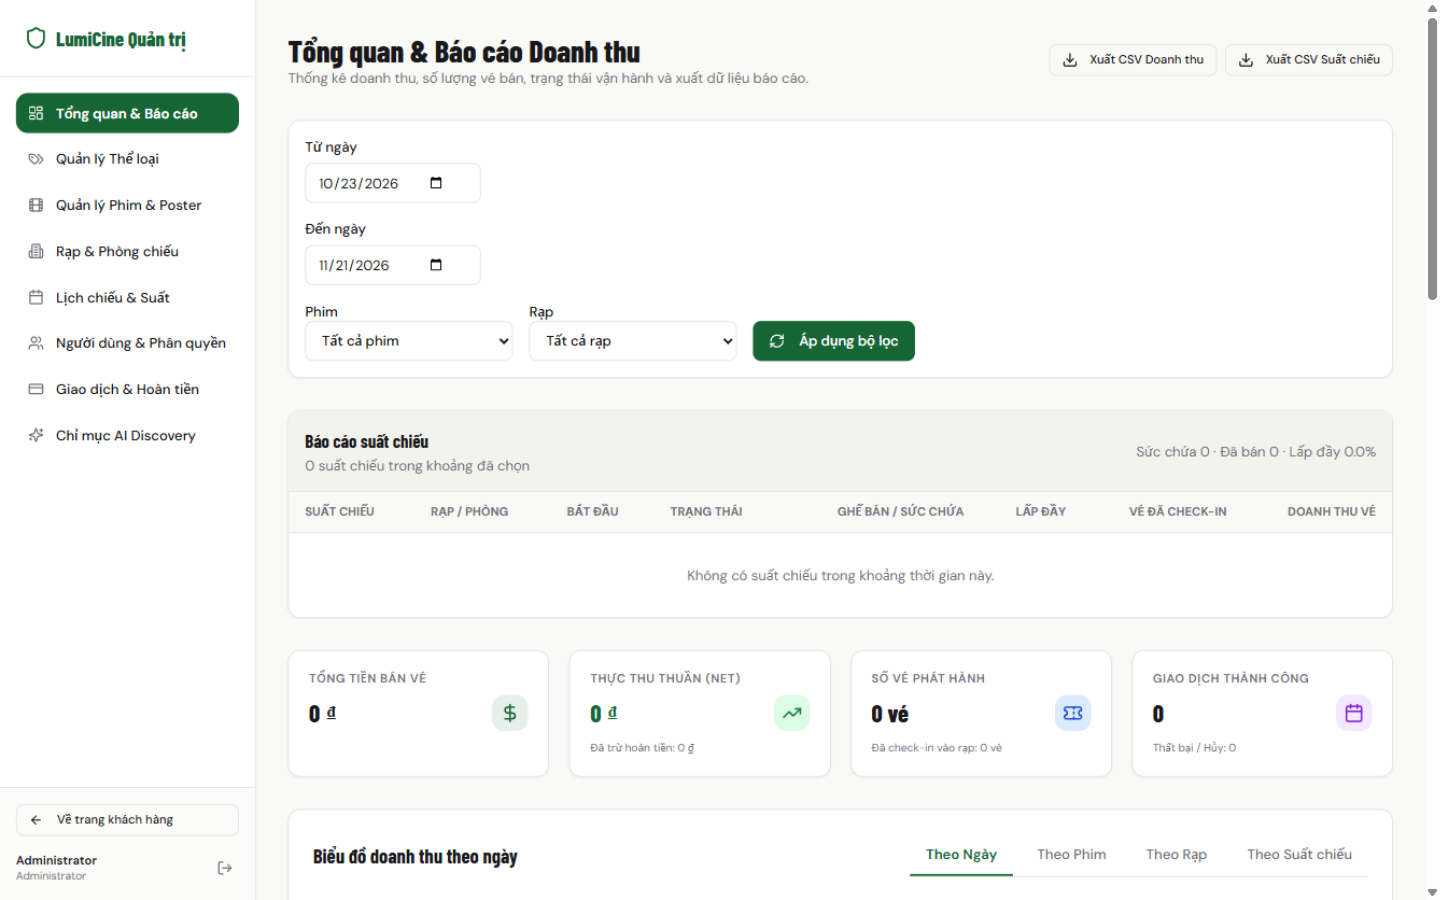 LumiCine Quản trị
Tổng quan & Báo cáo
Quản lý Thể loại
Quản lý Phim & Poster
Rạp & Phòng chiếu
Lịch chiếu & Suất
Người dùng & Phân quyền
Giao dịch & Hoàn tiền
Chỉ mục AI Discovery
Về trang khách hàng
Administrator
Administrator
Tổng quan & Báo cáo Doanh thu
Thống kê doanh thu, số lượng vé bán, trạng thái vận hành và xuất dữ liệu báo cáo.
Xuất CSV Doanh thu
Xuất CSV Suất chiếu
Từ ngày
10/23/2026
Đến ngày
11/21/2026
Phim
Rạp
Tất cả phim
Tất cả rạp
Áp dụng bộ lọc
Báo cáo suất chiếu
0 suất chiếu trong khoảng đã chọn
Sức chứa 0 · Đã bán 0 · Lấp đầy 0.0%
SUẤT CHIẾU RẠP / PHÒNG BẮT ĐẦU TRẠNG THÁI GHẾ BÁN / SỨC CHỨA LẤP ĐẦY VÉ ĐÃ CHECK-IN DOANH THU VÉ
Không có suất chiếu trong khoảng thời gian này.
TỔNG TIỀN BÁN VÉ
0 ₫
THỰC THU THUẦN (NET)
0 ₫
Đã trừ hoàn tiền: 0 ₫
SỐ VÉ PHÁT HÀNH
0 vé
Đã check-in vào rạp: 0 vé
GIAO DỊCH THÀNH CÔNG
0
Thất bại / Hủy: 0
Biểu đồ doanh thu theo ngày
Theo Ngày
Theo Phim
Theo Rạp
Theo Suất chiếu